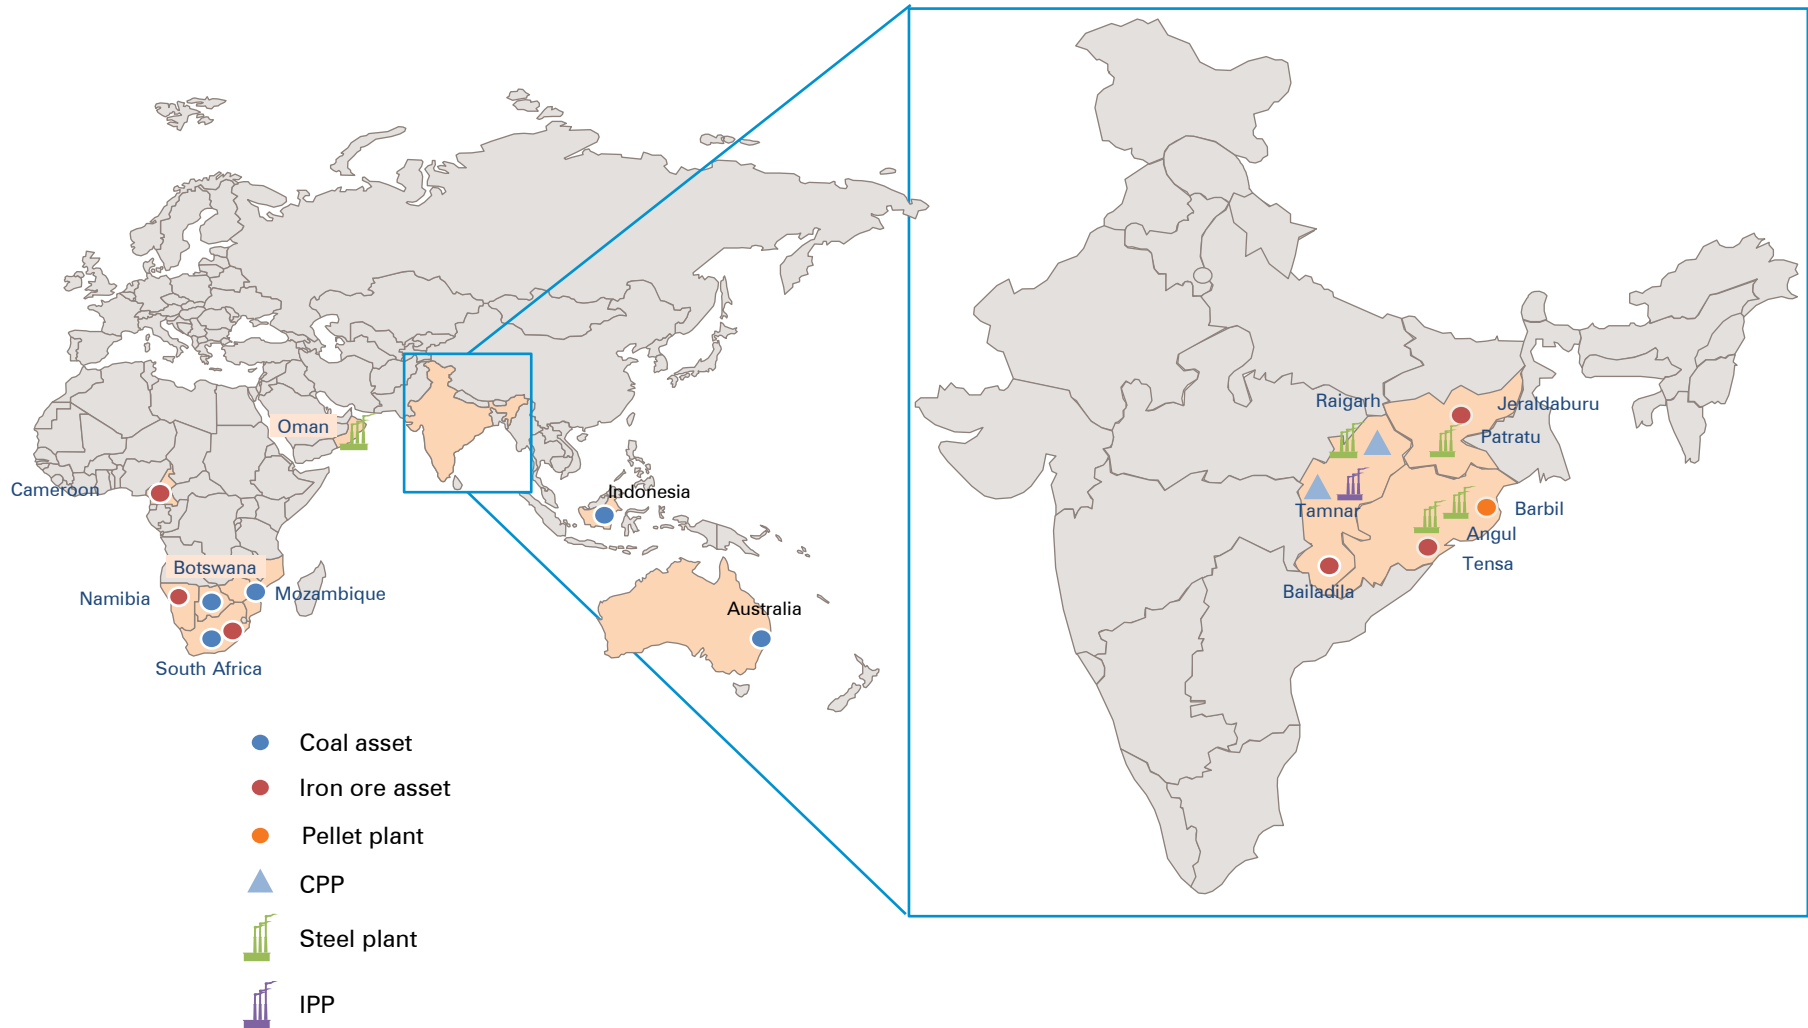 Oman
Cameroon
Indonesia
Botswana
Namibia
Mozambique
Australia
South Africa
Raigarh
Jeraldaburu
Patratu
Tamnar
Barbil
Angul
Tensa
Bailadila
Coal asset
Iron ore asset
Pellet plant
CPP
Steel plant
IPP